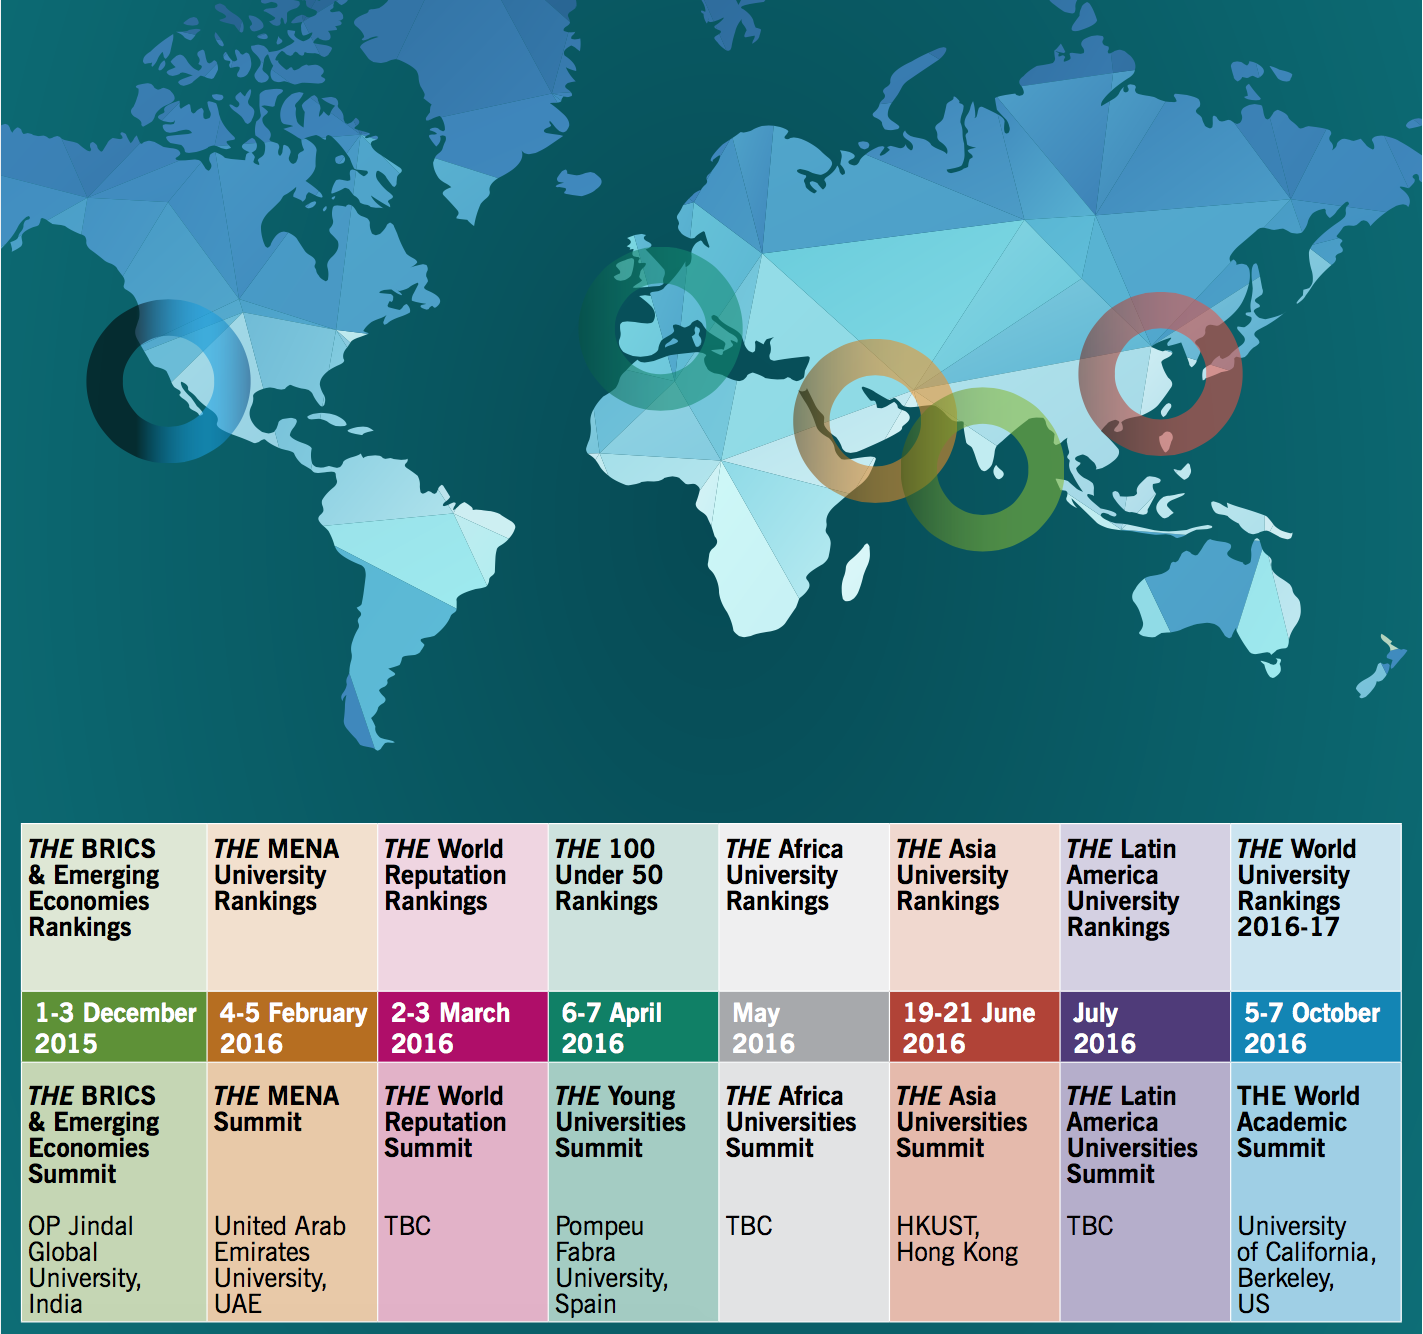 THE BRICS
& Emerging
Economies
Rankings
THE MENA
University
Rankings
THE World
Reputation
Rankings
THE 100
Under 50
Rankings
THE Africa
University
Rankings
THE Asia
University
Rankings
THE Latin
America
University
Rankings
THE World
University
Rankings
2016-17
1-3 December
2015
4-5 February
2016
2-3 March
2016
6-7 April
2016
May
2016
19-21 June
2016
July
2016
5-7 October
2016
THE BRICS
& Emerging
Economies
Summit
OP Jindal
Global
University,
India
THE MENA
Summit
United Arab
Emirates
University,
UAE
THE World
Reputation
Summit
TBC
THE Young
Universities
Summit
Pompeu
Fabra
University,
Spain
THE Africa
Universities
Summit
TBC
THE Asia
Universities
Summit
HKUST,
Hong Kong
THE Latin
America
Universities
Summit
TBC
THE World
Academic
Summit
University
of California,
Berkeley,
US